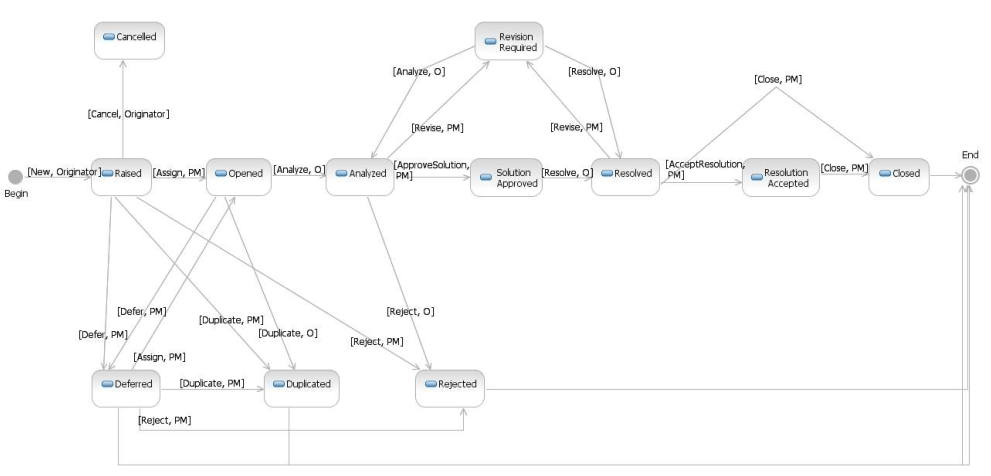 Cancelled
Revision
Required
[Analyze, O]
[Resolve, O]
[Close, PM]
[Cancel, Originator]
[Revise, PM]
[Revise, PM]
[New, Originator]
Raised
[Assign, PM]
Opened
[Analyze, O]
Analyzed
[ApproveSolution,
PM]
Solution
Approved
[Resolve, O]
Resolved
[AcceptResolution,
PM]
Resolution
Accepted
[Close, PM]
Closed
End
Begin
[Defer, PM]
[Defer, PM]
[Duplicate, PM]
[Duplicate, O]
[Reject, O]
[Reject, PM]
[Assign, PM]
Deferred
[Duplicate, PM]
Duplicated
Rejected
[Reject, PM]